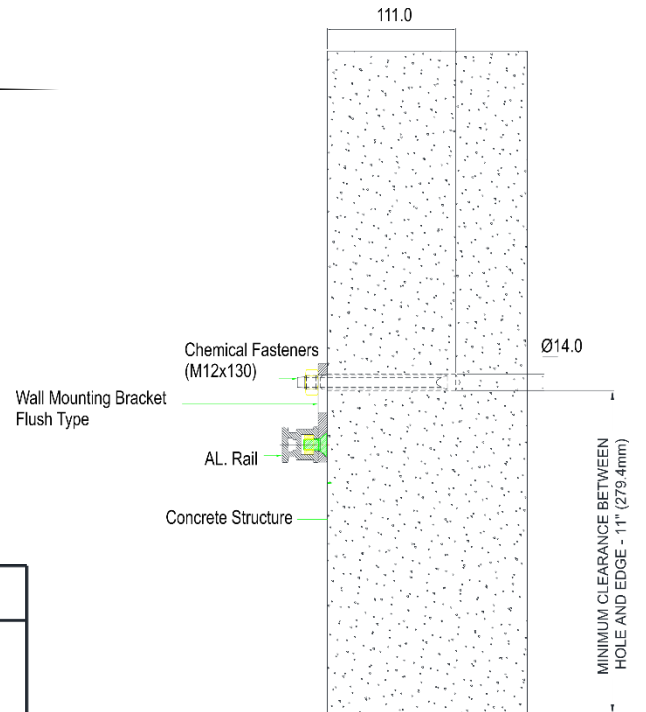 111.0
Chemical Fasteners
(M12x130)
Ø14.0
Wall Mounting Bracket
Flush Type
AL. Rail
Concrete Structure
MINIMUM CLEARANCE BETWEEN
HOLE AND EDGE - 11" (279.4mm)